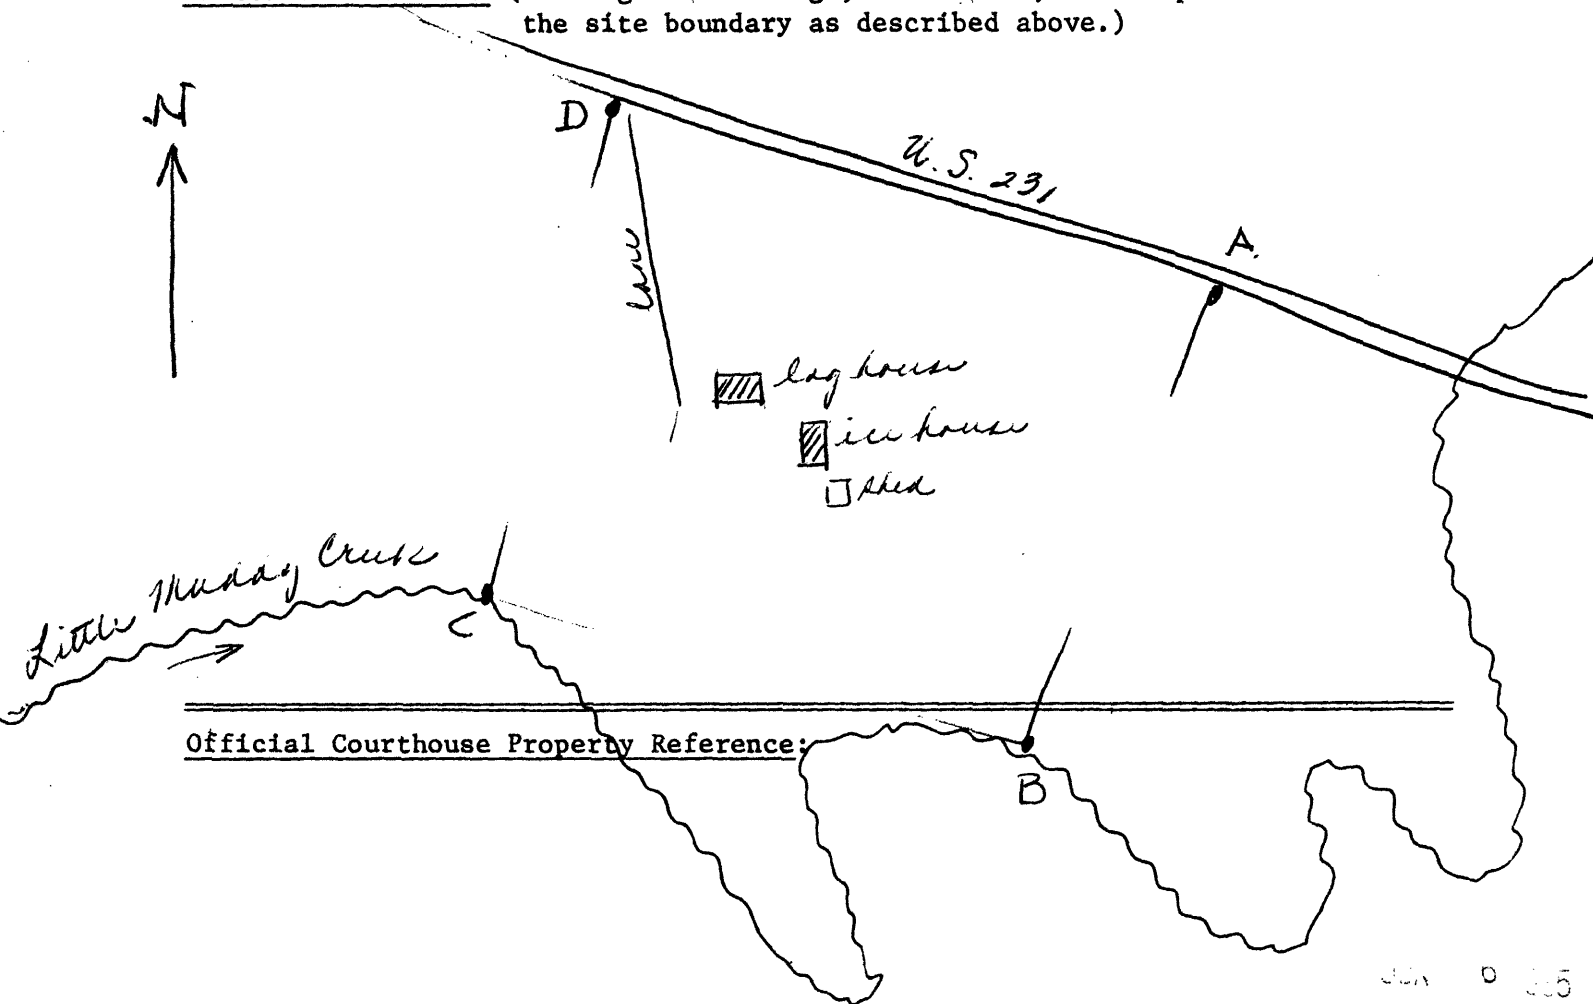 the site boundary as described above.)
N
D
U.S. 231
A.
lane
log house
ice house
shed
Little Muddy Creek
C
Official Courthouse Property Reference:
B